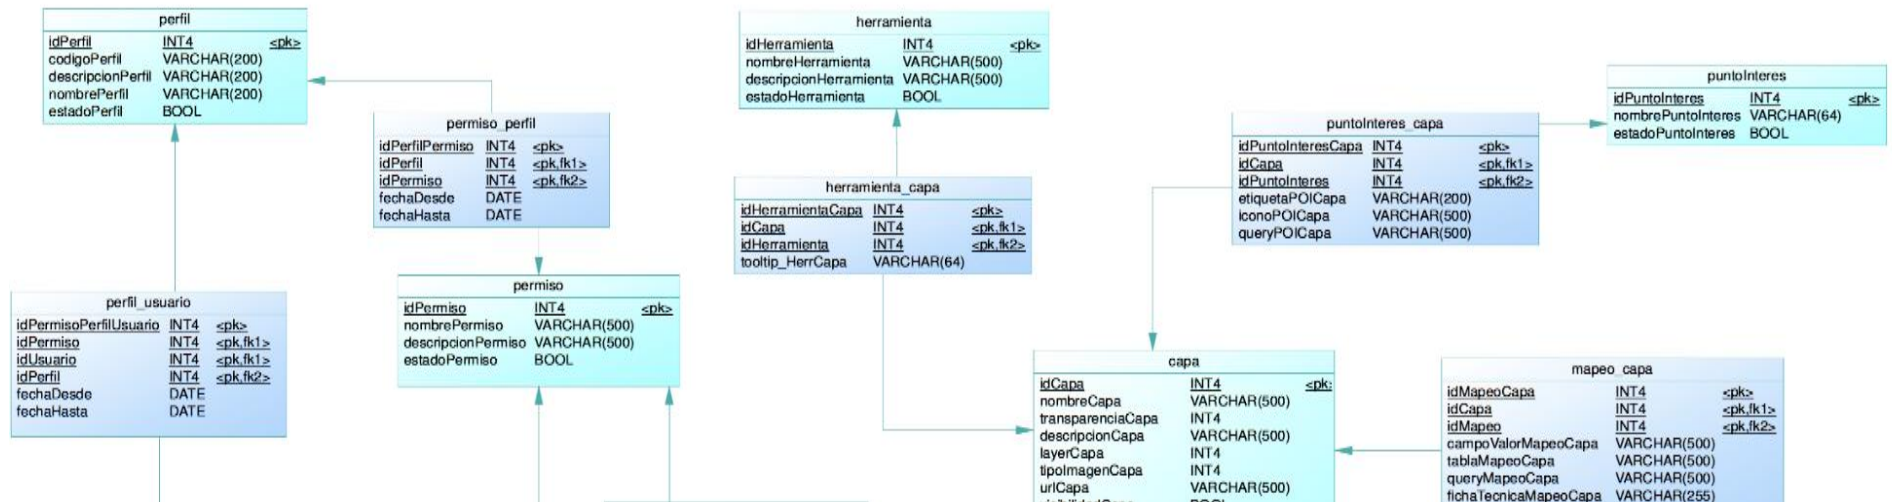 perfil
idPerfil INT4 <pk>
codigoPerfil VARCHAR(200)
descripcionPerfil VARCHAR(200)
nombrePerfil VARCHAR(200)
estadoPerfil BOOL
permiso_perfil
idPerfilPermiso INT4 <pk>
idPerfil INT4 <pk,fk1>
idPermiso INT4 <pk,fk2>
fechaDesde DATE
fechaHasta DATE
perfil_usuario
idPermisoPerfilUsuario INT4 <pk>
idPermiso INT4 <pk,fk1>
idUsuario INT4 <pk,fk1>
idPerfil INT4 <pk,fk2>
fechaDesde DATE
fechaHasta DATE
permiso
idPermiso INT4 <pk>
nombrePermiso VARCHAR(500)
descripcionPermiso VARCHAR(500)
estadoPermiso BOOL
herramienta
idHerramienta INT4 <pk>
nombreHerramienta VARCHAR(500)
descripcionHerramienta VARCHAR(500)
estadoHerramienta BOOL
herramienta_capa
idHerramientaCapa INT4 <pk>
idCapa INT4 <pk,fk1>
idHerramienta INT4 <pk,fk2>
tooltip_HerrCapa VARCHAR(64)
puntoInteres_capa
idPuntoInteresCapa INT4 <pk>
idCapa INT4 <pk,fk1>
idPuntoInteres INT4 <pk,fk2>
etiquetaPOICapa VARCHAR(200)
iconoPOICapa VARCHAR(500)
queryPOICapa VARCHAR(500)
puntoInteres
idPuntoInteres INT4 <pk>
nombrePuntoInteres VARCHAR(64)
estadoPuntoInteres BOOL
capa
idCapa INT4 <pk
nombreCapa VARCHAR(500)
transparenciaCapa INT4
descripcionCapa VARCHAR(500)
layerCapa INT4
tipoImagenCapa INT4
urlCapa VARCHAR(500)
mapeo_capa
idMapeoCapa INT4 <pk>
idCapa INT4 <pk,fk1>
idMapeo INT4 <pk,fk2>
campoValorMapeoCapa VARCHAR(500)
tablaMapeoCapa VARCHAR(500)
queryMapeoCapa VARCHAR(500)
fichaTecnicaMapeoCapa VARCHAR(255)